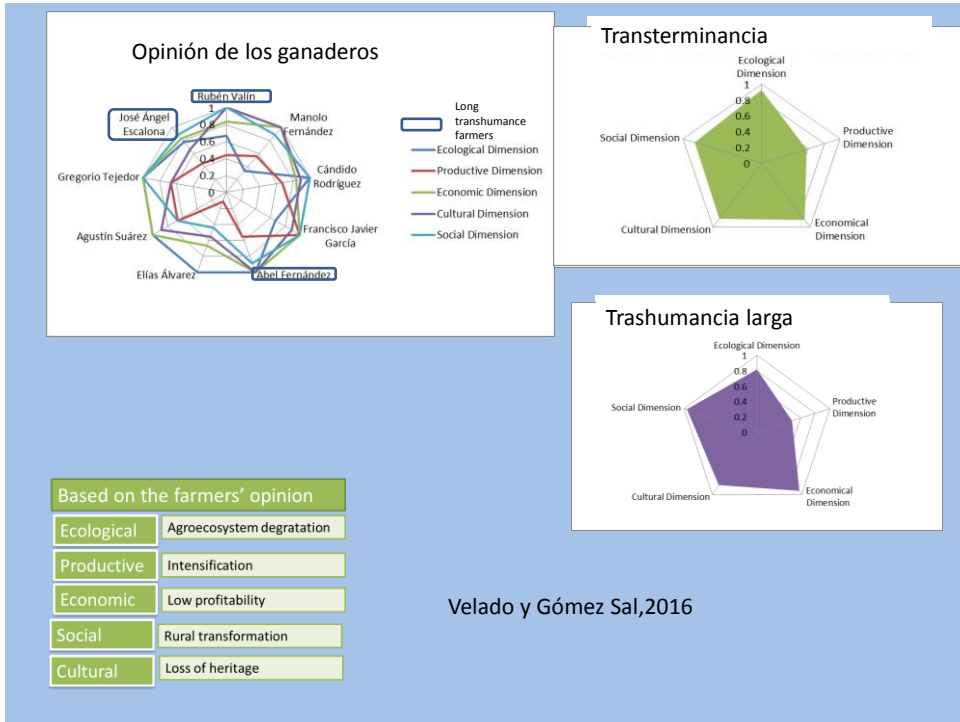 Opinión de los ganaderos
Rubén Valín
José Ángel
Escalona
Manolo
Fernández
Gregorio Tejedor
Cándido
Rodríguez
Agustín Suárez
Francisco Javier
García
Elías Álvarez
Abel Fernández
1
0.8
0.6
0.4
0.2
0
Long
transhumance
farmers
Ecological Dimension
Productive Dimension
Economic Dimension
Cultural Dimension
Social Dimension
Transterminancia
Ecological
Dimension
1
0.8
0.6
0.4
0.2
0
Social Dimension
Productive
Dimension
Cultural Dimension
Economical
Dimension
Trashumancia larga
Ecological Dimension
1
0.8
0.6
0.4
0.2
0
Social Dimension
Productive
Dimension
Cultural Dimension
Economical
Dimension
Based on the farmers' opinion
Ecological
Agroecosystem degratation
Productive
Intensification
Economic
Low profitability
Social
Rural transformation
Cultural
Loss of heritage
Velado y Gómez Sal,2016